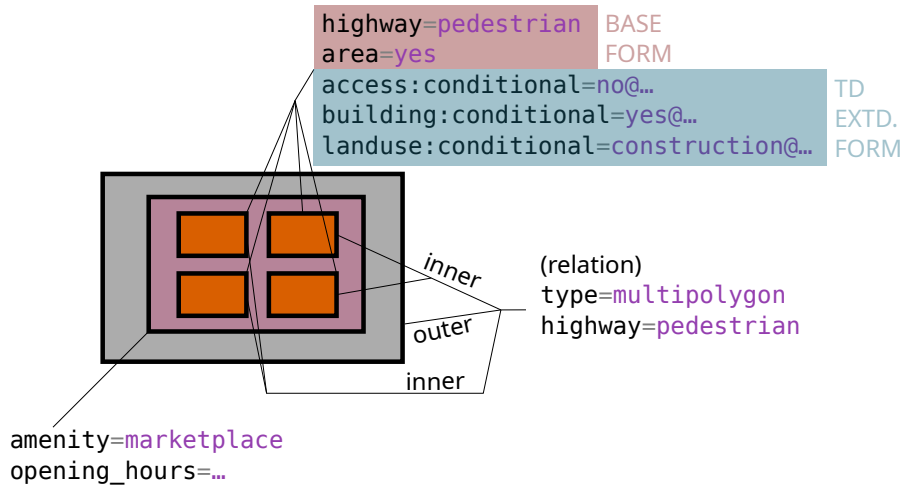 highway=pedestrian BASE
area=yes FORM
access:conditional=no@… TD
building:conditional=yes@… EXTD.
landuse:conditional=construction@… FORM
inner
(relation)
type=multipolygon
outer
highway=pedestrian
inner
amenity=marketplace
opening_hours=…